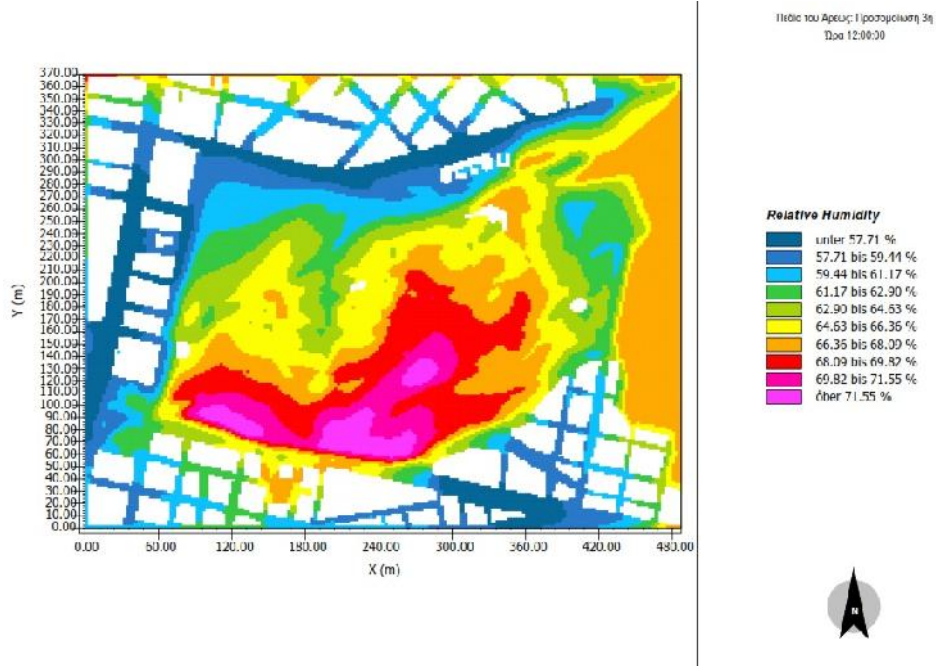 Πεδίο του Άρεως: Προσομοίωση 3η
Ώρα 12:00:00
370.00
360.00
350.00
340.00
330.00
320.00
310.00
300.00
290.00
280.00
270.00
260.00
250.00
240.00
230.00
220.00
210.00
200.00
190.00
180.00
170.00
160.00
150.00
140.00
130.00
120.00
110.00
100.00
90.00
80.00
70.00
60.00
50.00
40.00
30.00
20.00
10.00
0.00
Y (m)
0.00 60.00 120.00 180.00 240.00 300.00 360.00 420.00 480.00
X (m)
Relative Humidity
unter 57.71 %
57.71 bis 59.44 %
59.44 bis 61.17 %
61.17 bis 62.90 %
62.90 bis 64.63 %
64.63 bis 66.36 %
66.36 bis 68.09 %
68.09 bis 69.82 %
69.82 bis 71.55 %
ôber 71.55 %
N